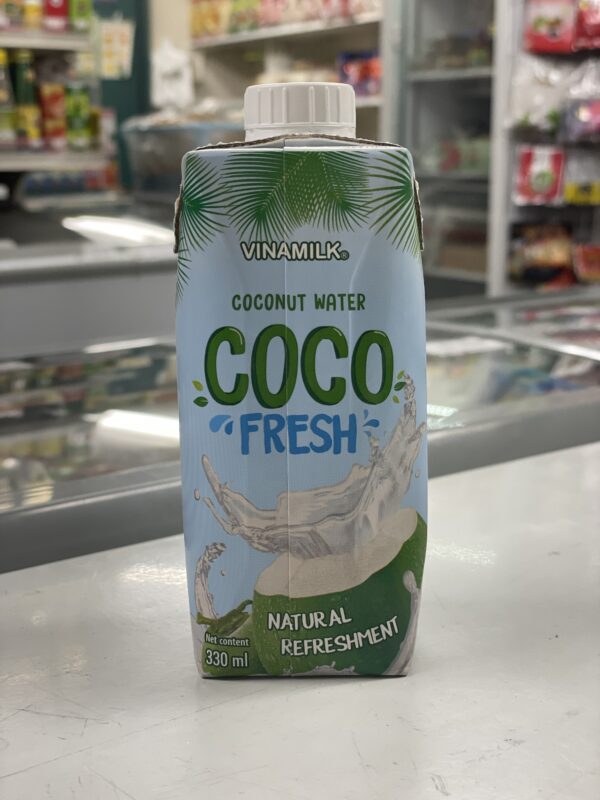 VINAMILK®
COCONUT WATER
COCO
FRESH
NATURAL
REFRESHMENT
Net content
330 ml